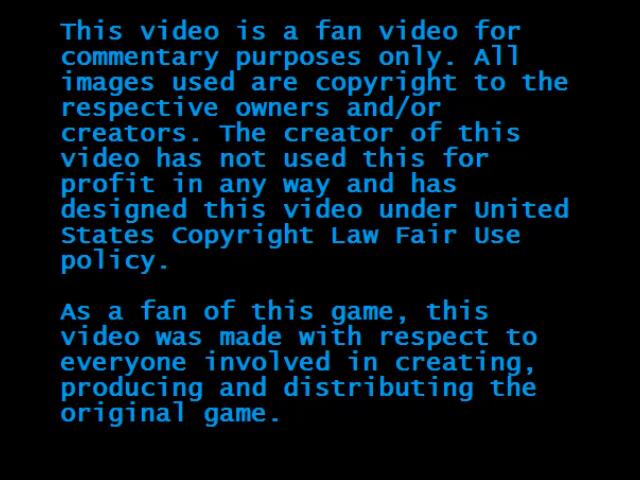 This video is a fan video for
commentary purposes only. All
images used are copyright to the
respective owners and/or
creators. The creator of this
video has not used this for
profit in any way and has
designed this video under United
States Copyright Law Fair Use
policy.
As a fan of this game, this
video was made with respect to
everyone involved in creating,
producing and distributing the
original game.